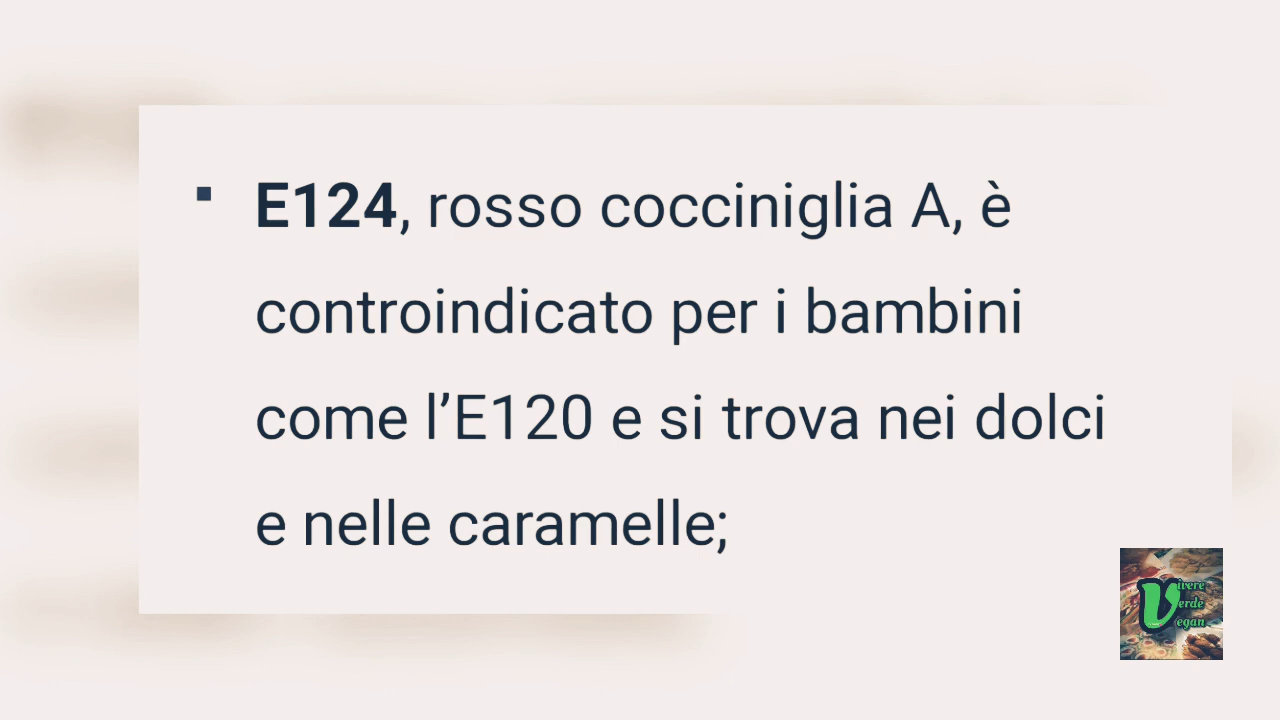 ▪ E124, rosso cocciniglia A, è
controindicato per i bambini
come l’E120 e si trova nei dolci
e nelle caramelle;
Vivere
Verde
Vegan